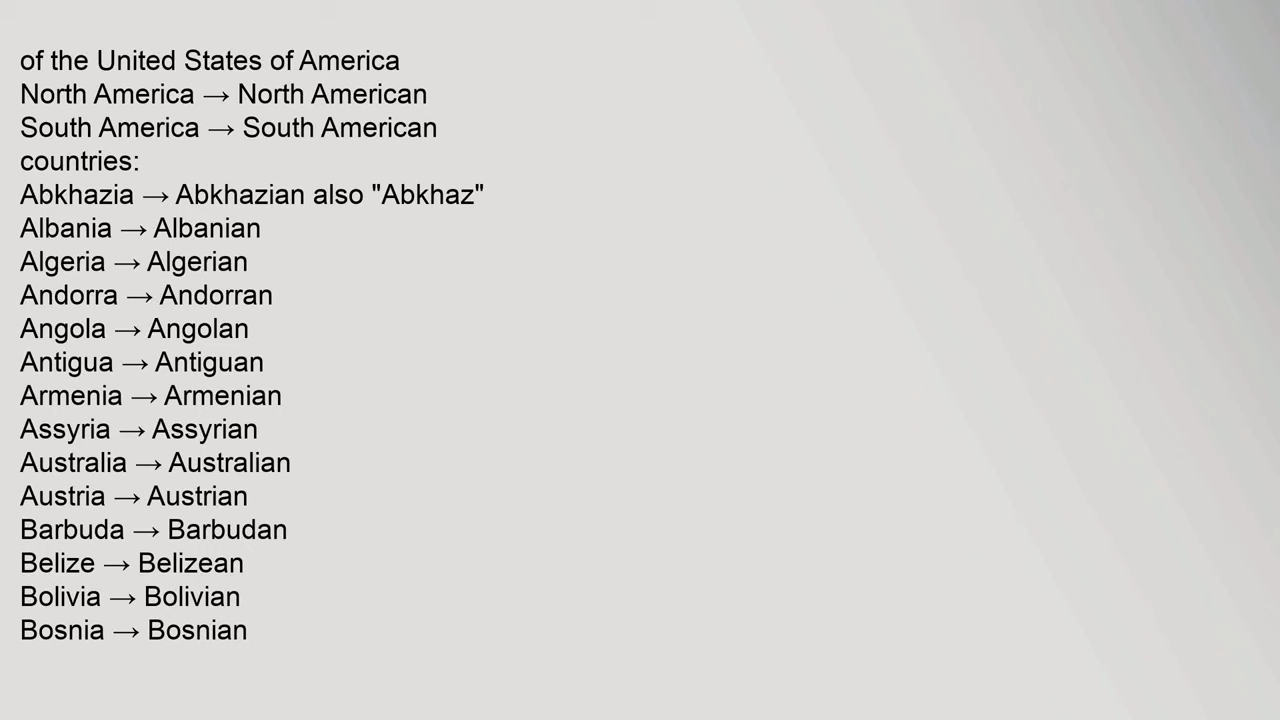 of the United States of America
North America → North American
South America → South American
countries:
Abkhazia → Abkhazian also "Abkhaz"
Albania → Albanian
Algeria → Algerian
Andorra → Andorran
Angola → Angolan
Antigua → Antiguan
Armenia → Armenian
Assyria → Assyrian
Australia → Australian
Austria → Austrian
Barbuda → Barbudan
Belize → Belizean
Bolivia → Bolivian
Bosnia → Bosnian